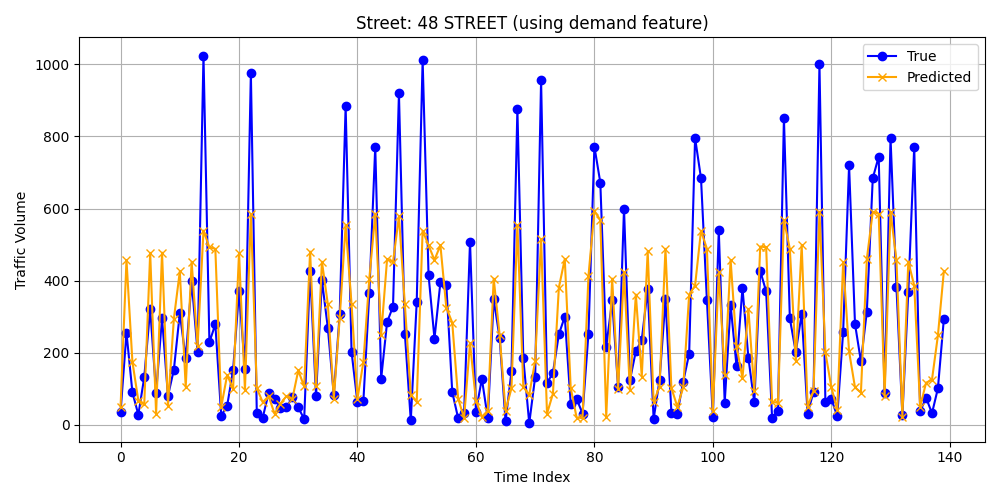 Street: 48 STREET (using demand feature)
True
Predicted
Traffic Volume
1000
800
600
400
200
0
0 20 40 60 80 100 120 140
Time Index